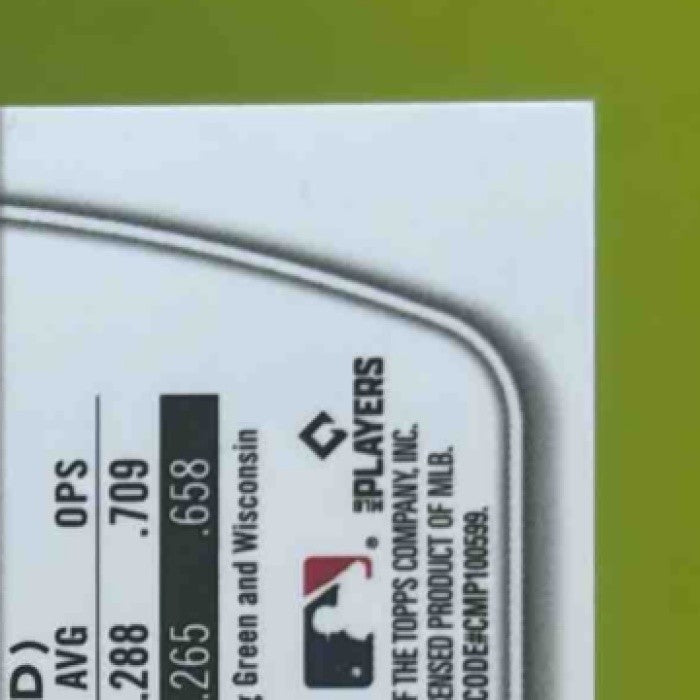 D)
AVG OPS
.288 .709
.265 .658
g Green and Wisconsin
MLB PLAYERS
F THE TOPPS COMPANY, INC.
ENSED PRODUCT OF MLB.
CODE#CMP100599.